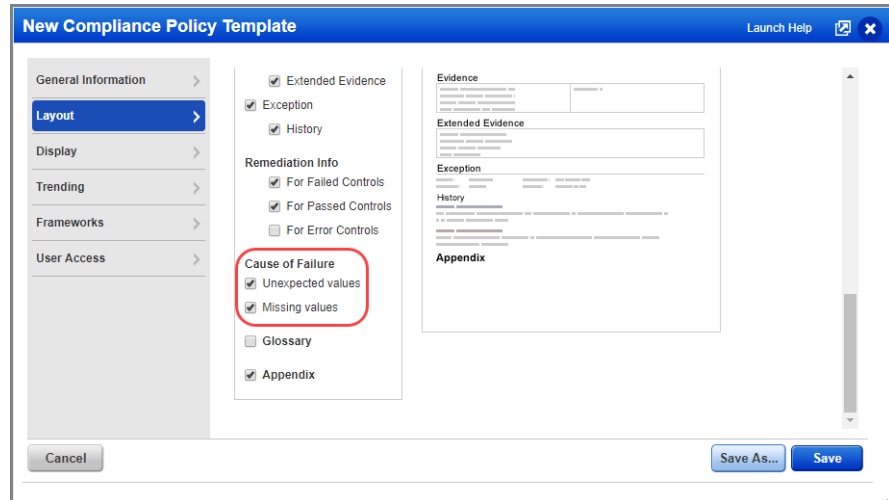 New Compliance Policy Template
Launch Help
General Information
Layout
Display
Trending
Frameworks
User Access
Extended Evidence
Exception
History
Remediation Info
For Failed Controls
For Passed Controls
For Error Controls
Cause of Failure
Unexpected values
Missing values
Glossary
Appendix
Evidence
Extended Evidence
Exception
History
Appendix
Cancel
Save As...
Save